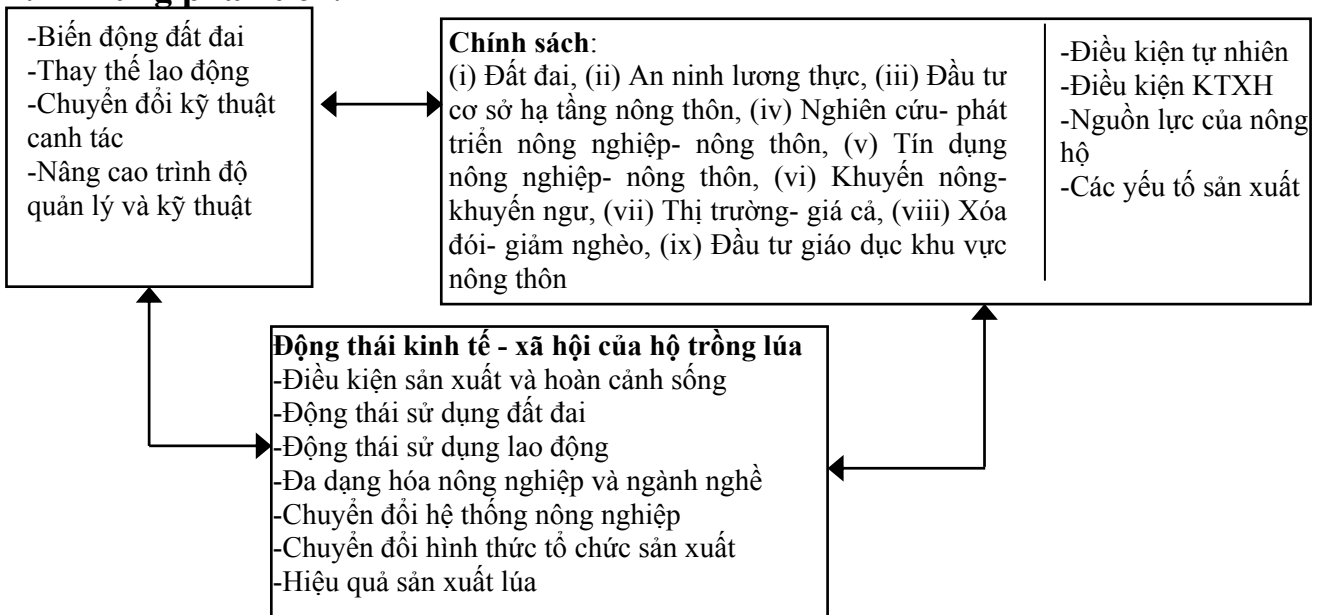 -Biến động đất đai
-Thay thế lao động
-Chuyển đổi kỹ thuật
canh tác
-Nâng cao trình độ
quản lý và kỹ thuật
Chính sách:
(i) Đất đai, (ii) An ninh lương thực, (iii) Đầu tư
cơ sở hạ tầng nông thôn, (iv) Nghiên cứu- phát
triển nông nghiệp- nông thôn, (v) Tín dụng
nông nghiệp- nông thôn, (vi) Khuyến nông-
khuyến ngư, (vii) Thị trường- giá cả, (viii) Xóa
đói- giảm nghèo, (ix) Đầu tư giáo dục khu vực
nông thôn
-Điều kiện tự nhiên
-Điều kiện KTXH
-Nguồn lực của nông
hộ
-Các yếu tố sản xuất
Động thái kinh tế - xã hội của hộ trồng lúa
-Điều kiện sản xuất và hoàn cảnh sống
-Động thái sử dụng đất đai
-Động thái sử dụng lao động
-Đa dạng hóa nông nghiệp và ngành nghề
-Chuyển đổi hệ thống nông nghiệp
-Chuyển đổi hình thức tổ chức sản xuất
-Hiệu quả sản xuất lúa